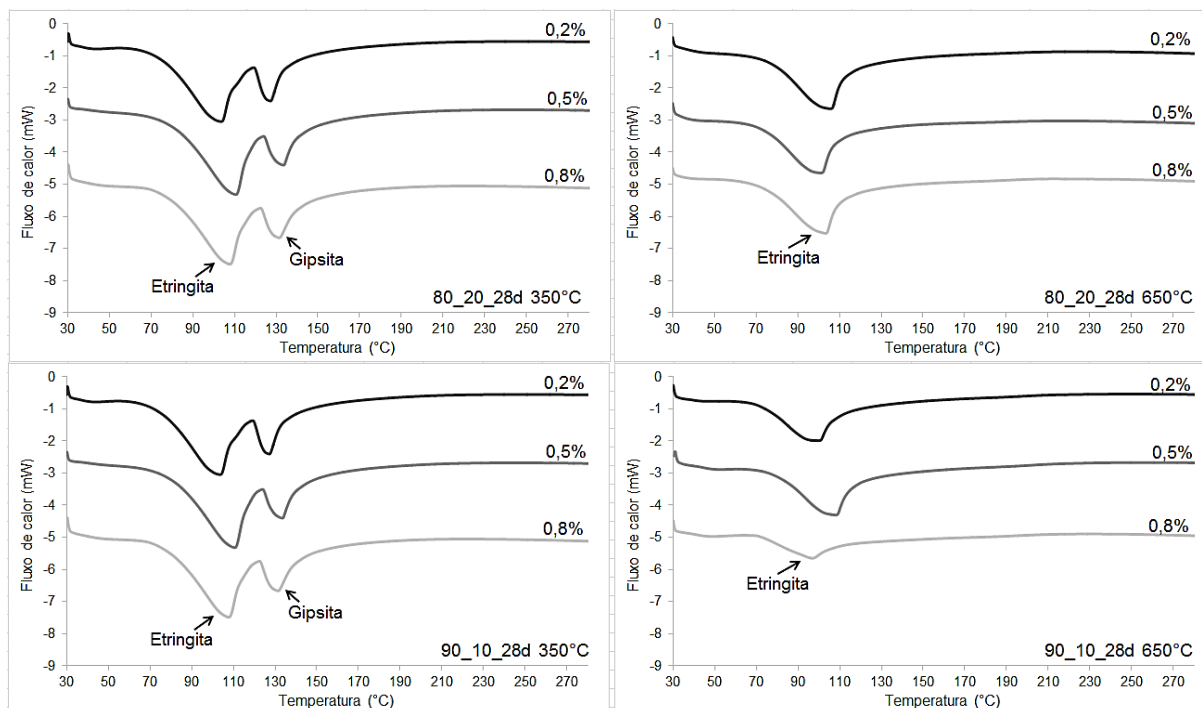 0
-1
-2
-3
-4
-5
-6
-7
-8
-9
Fluxo de calor (mW)
0,2%
0,5%
0,8%
Etringita
Gipsita
80_20_28d 350°C
30 50 70 90 110 130 150 170 190 210 230 250 270
Temperatura (°C)
0
-1
-2
-3
-4
-5
-6
-7
-8
-9
Fluxo de calor (mW)
0,2%
0,5%
0,8%
Etringita
80_20_28d 650°C
30 50 70 90 110 130 150 170 190 210 230 250 270
Temperatura (°C)
0
-1
-2
-3
-4
-5
-6
-7
-8
-9
Fluxo de calor (mW)
0,2%
0,5%
0,8%
Etringita
Gipsita
90_10_28d 350°C
30 50 70 90 110 130 150 170 190 210 230 250 270
Temperatura (°C)
0
-1
-2
-3
-4
-5
-6
-7
-8
-9
Fluxo de calor (mW)
0,2%
0,5%
0,8%
Etringita
90_10_28d 650°C
30 50 70 90 110 130 150 170 190 210 230 250 270
Temperatura (°C)